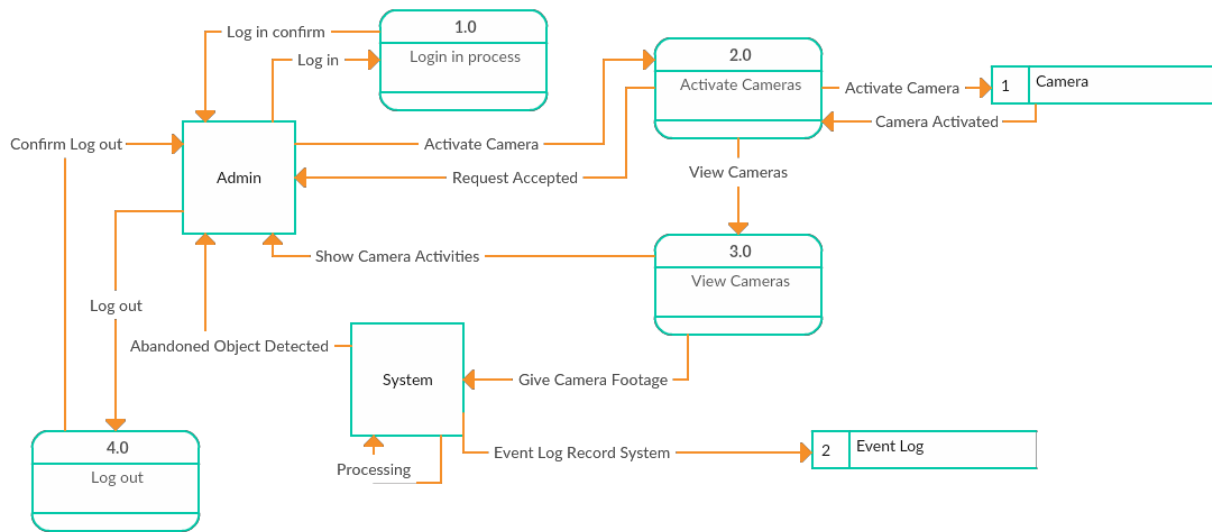 1.0
Login in process
Log in confirm
Log in
2.0
Activate Cameras
Activate Camera
1
Camera
Camera Activated
Confirm Log out
Activate Camera
Admin
Request Accepted
View Cameras
Show Camera Activities
3.0
View Cameras
Log out
Abandoned Object Detected
System
Give Camera Footage
4.0
Log out
Processing
Event Log Record System
2
Event Log